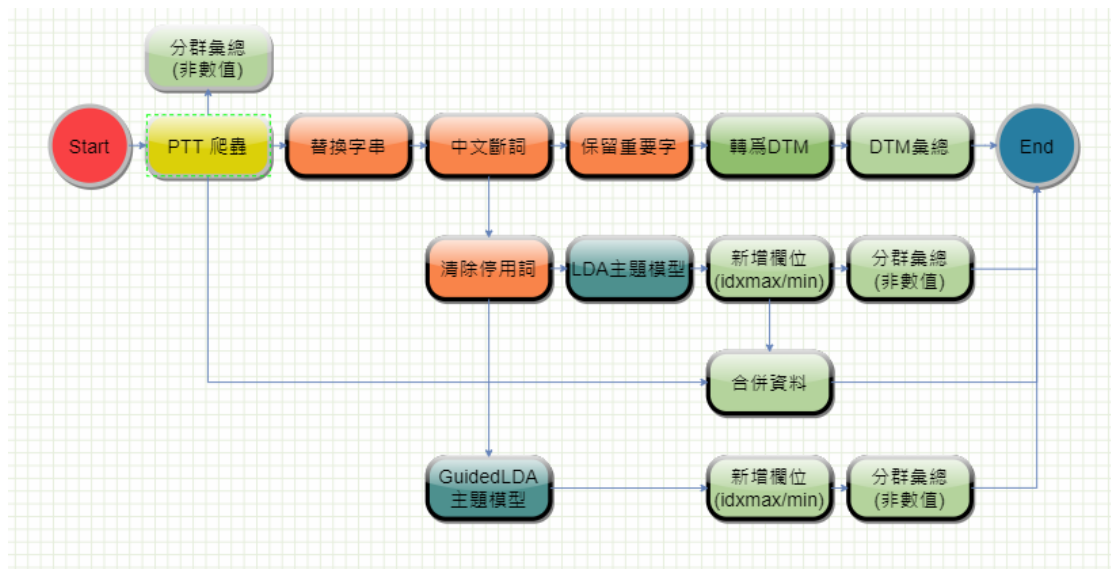 分群彙總
(非數值)
Start
PTT 爬蟲
替換字串
中文斷詞
保留重要字
轉為DTM
DTM彙總
End
清除停用詞
LDA主題模型
新增欄位
(idxmax/min)
分群彙總
(非數值)
合併資料
GuidedLDA
主題模型
新增欄位
(idxmax/min)
分群彙總
(非數值)